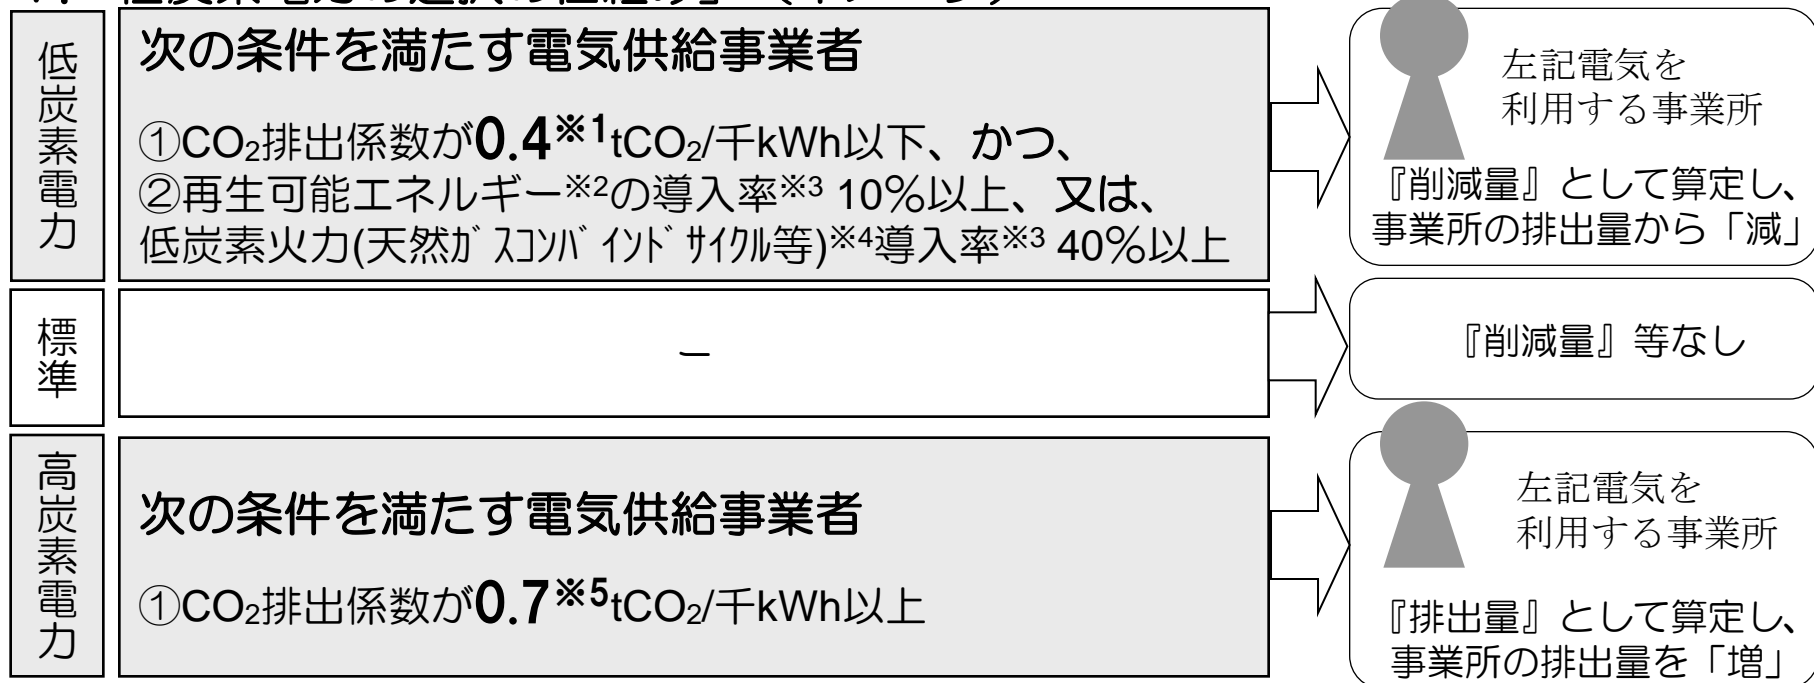 低炭素電力
次の条件を満たす電気供給事業者
①CO₂排出係数が0.4※1tCO₂/千kWh以下、かつ、
②再生可能エネルギー※2の導入率※3 10%以上、又は、
低炭素火力(天然ｶﾞｽｺﾝﾊﾞｲﾝﾄﾞｻｲｸﾙ等)※4導入率※3 40%以上
左記電気を
利用する事業所
『削減量』として算定し、
事業所の排出量から「減」
標準
―
『削減量』等なし
高炭素電力
次の条件を満たす電気供給事業者
①CO₂排出係数が0.7※5tCO₂/千kWh以上
左記電気を
利用する事業所
『排出量』として算定し、
事業所の排出量を「増」